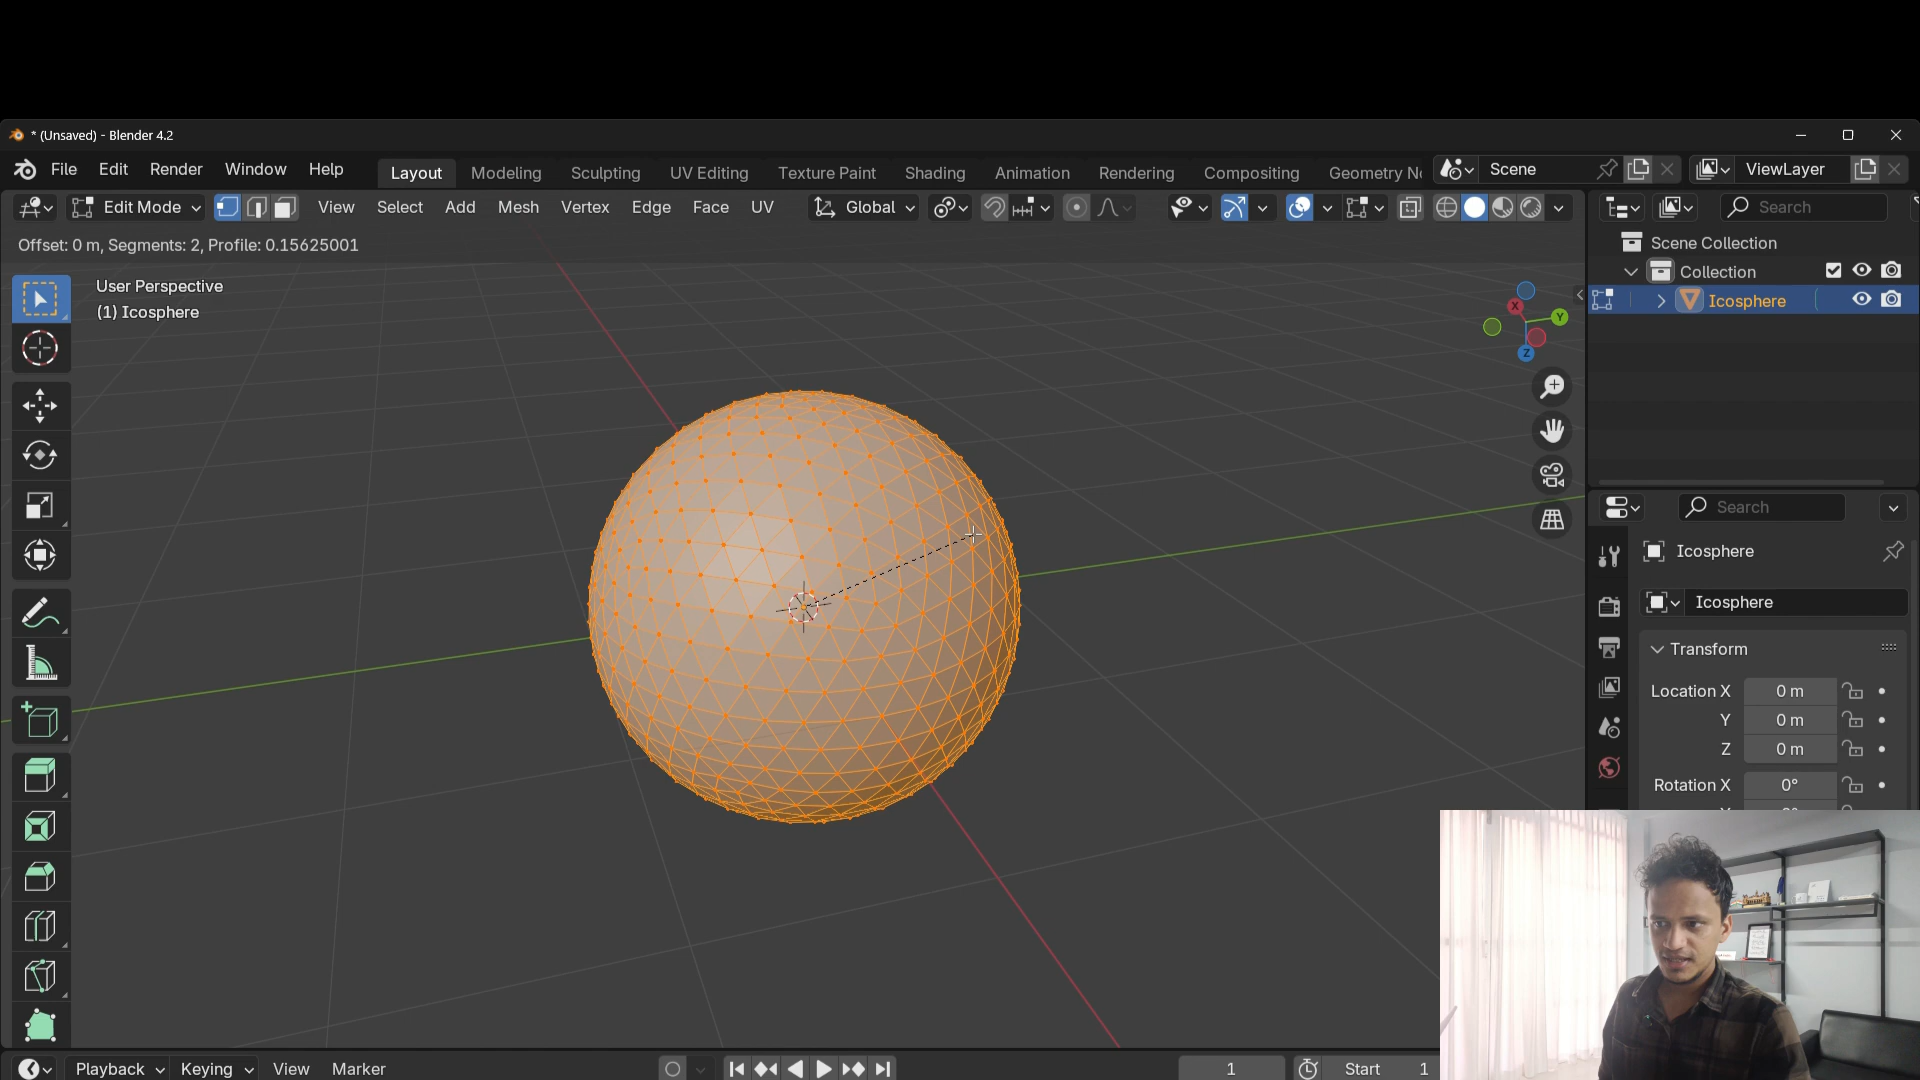 * (Unsaved) - Blender 4.2
File Edit Render Window Help Layout Modeling Sculpting UV Editing Texture Paint Shading Animation Rendering Compositing Geometry No Scene ViewLayer
Edit Mode View Select Add Mesh Vertex Edge Face UV Global Search
Offset: 0 m, Segments: 2, Profile: 0.15625001
Scene Collection
Collection
User Perspective
(1) Icosphere
Icosphere
X
Y
Z
Search
Icosphere
Icosphere
Transform
Location X 0 m
Y 0 m
Z 0 m
Rotation X 0°
Playback Keying View Marker 1 Start 1